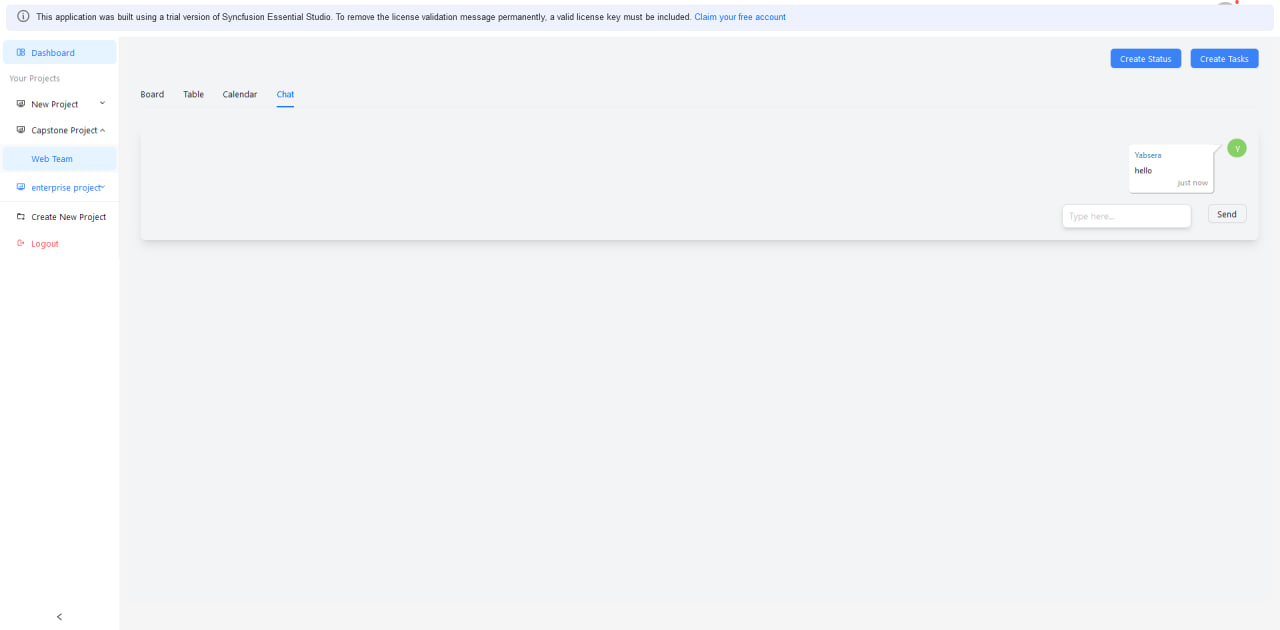 This application was built using a trial version of Syncfusion Essential Studio. To remove the license validation message permanently, a valid license key must be included. Claim your free account
Dashboard
Your Projects
New Project
Capstone Project
Web Team
enterprise project
Create New Project
Logout
Create Status
Create Tasks
Board
Table
Calendar
Chat
Y
Yabsera
hello
just now
Type here...
Send